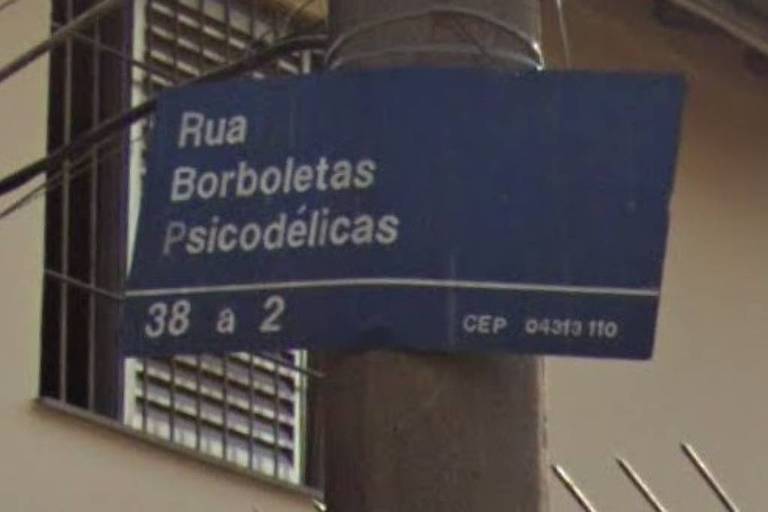 Rua
Borboletas
Psicodélicas
38 a 2 CEP 04313 110